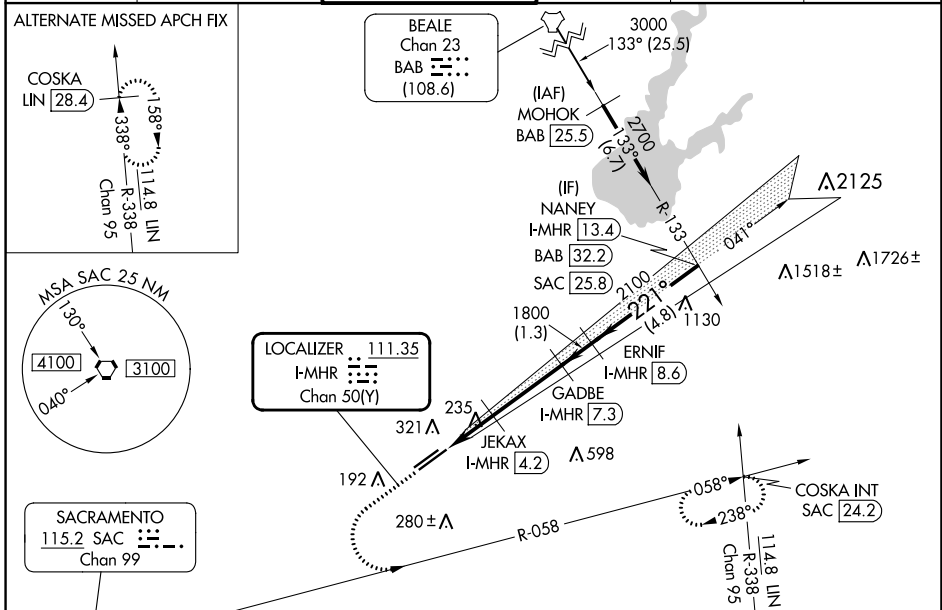 ALTERNATE MISSED APCH FIX
COSKA
LIN 28.4
338°
158°
R-338
114.8 LIN
Chan 95
BEALE
Chan 23
BAB
(108.6)
3000
133° (25.5)
(IAF)
MOHOK
BAB 25.5
2700
133°
(6.7)
R-133
(IF)
NANEY
I-MHR 13.4
BAB 32.2
SAC 25.8
041°
2125
1518±
1726±
2100
221°
(4.8)
1130
1800
(1.3)
ERNIF
I-MHR 8.6
GADBE
I-MHR 7.3
JEKAX
I-MHR 4.2
MSA SAC 25 NM
130°
4100
3100
040°
LOCALIZER 111.35
I-MHR
Chan 50(Y)
235
321
598
192
280±
SACRAMENTO
115.2 SAC
Chan 99
R-058
058°
238°
COSKA INT
SAC 24.2
R-338
114.8 LIN
Chan 95